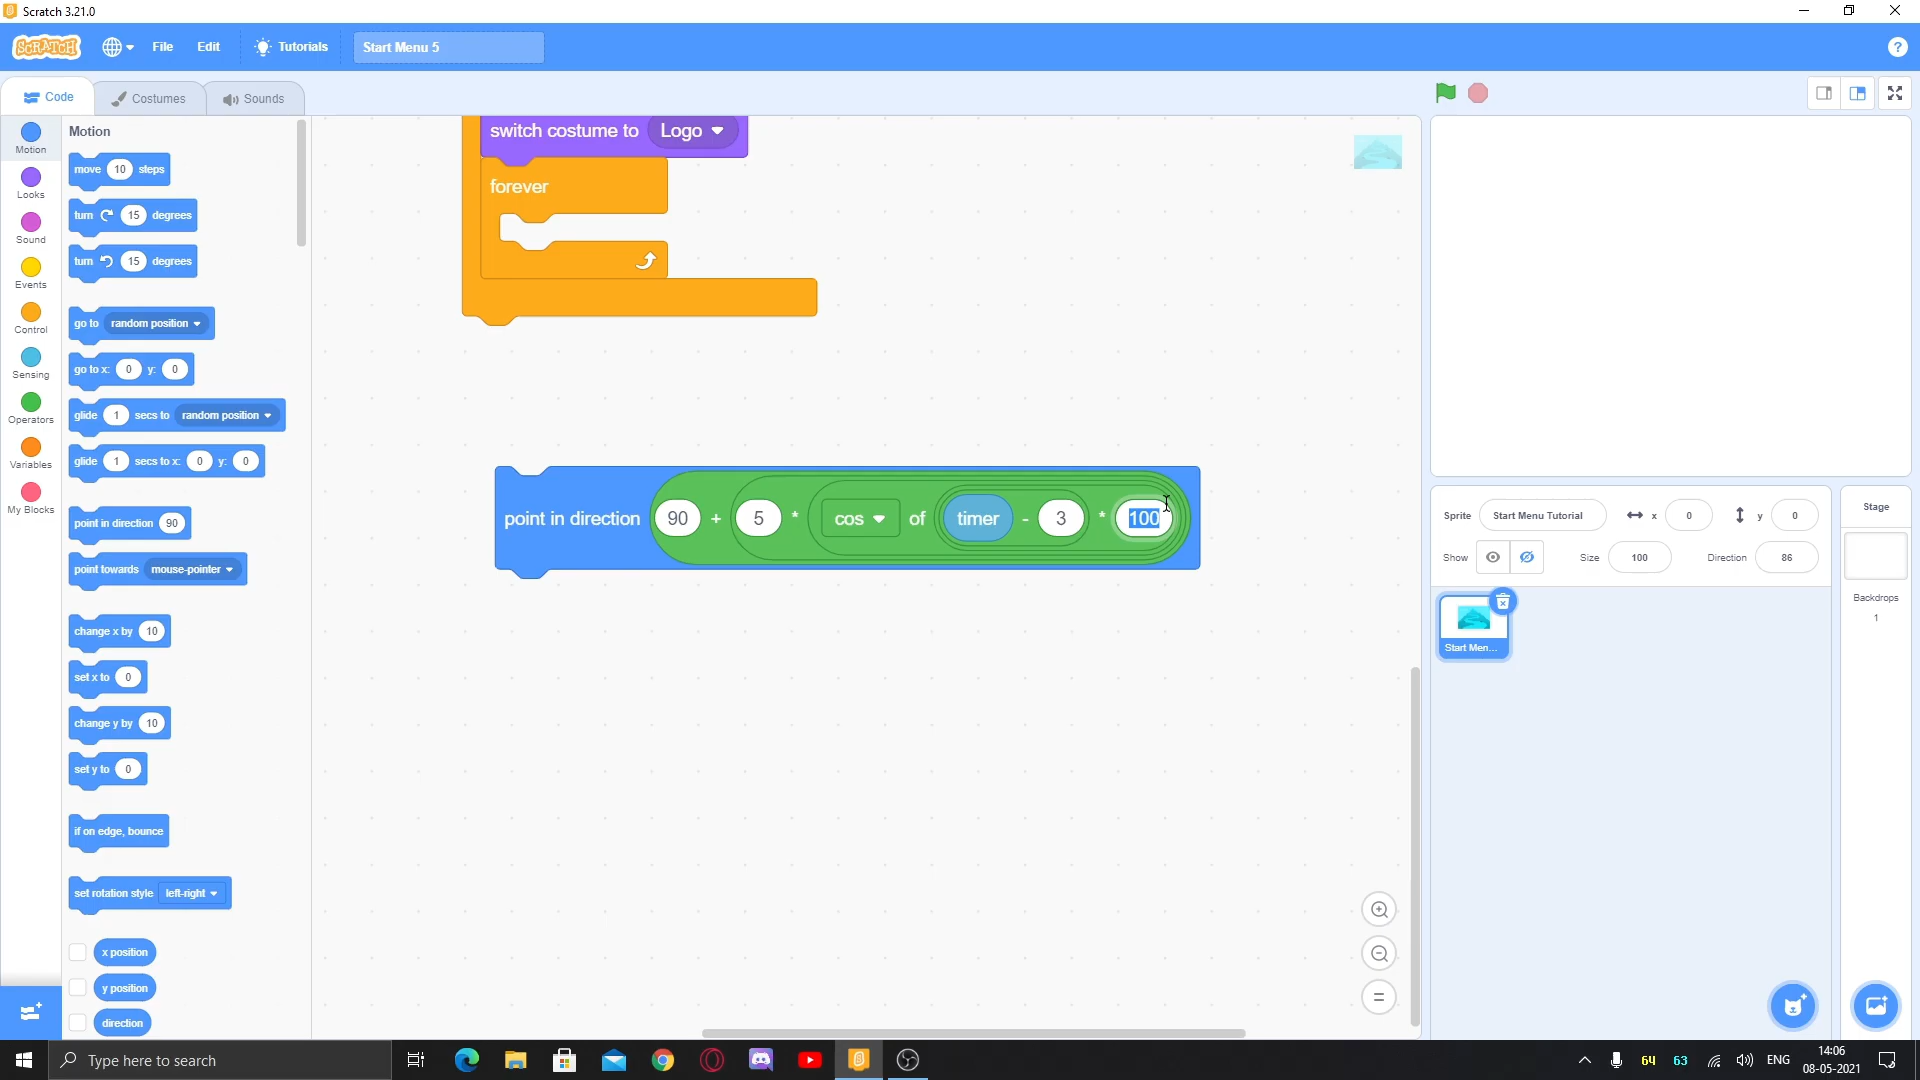 Scratch 3.21.0
SCRATCH File Edit Tutorials Start Menu 5 ?
Code Costumes Sounds
Motion
Looks
Sound
Events
Control
Sensing
Operators
Variables
My Blocks
Motion
move 10 steps
turn 15 degrees
turn 15 degrees
go to random position
go to x: 0 y: 0
glide 1 secs to random position
glide 1 secs to x: 0 y: 0
point in direction 90
point towards mouse-pointer
change x by 10
set x to 0
change y by 10
set y to 0
if on edge, bounce
set rotation style left-right
x position
y position
direction
switch costume to Logo
forever
point in direction 90 + 5 * cos of timer - 3 * 100
Sprite Start Menu Tutorial x 0 y 0
Show Size 100 Direction 86
Start Men...
Stage
Backdrops
1
Type here to search
64 63 ENG 14:06
08-05-2021